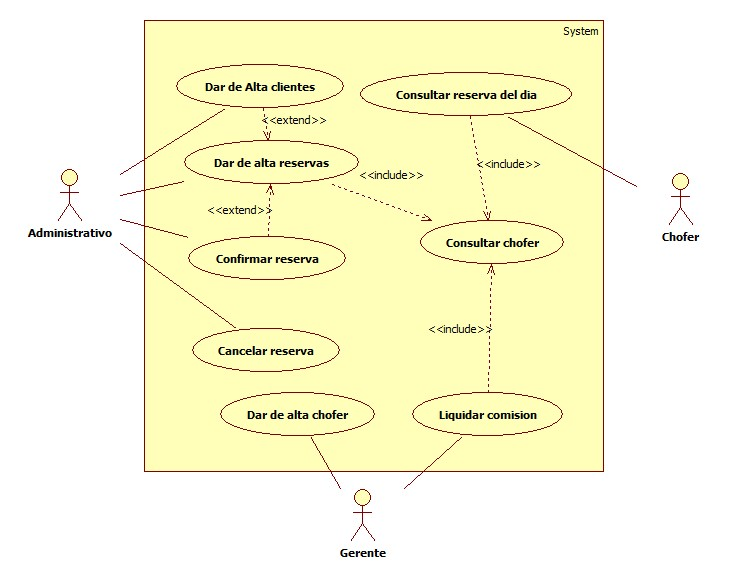 System
Dar de Alta clientes
Consultar reserva del dia
<<extend>>
Dar de alta reservas
<<include>>
<<include>>
Administrativo
Chofer
<<extend>>
Consultar chofer
Confirmar reserva
<<include>>
Cancelar reserva
Dar de alta chofer
Liquidar comision
Gerente